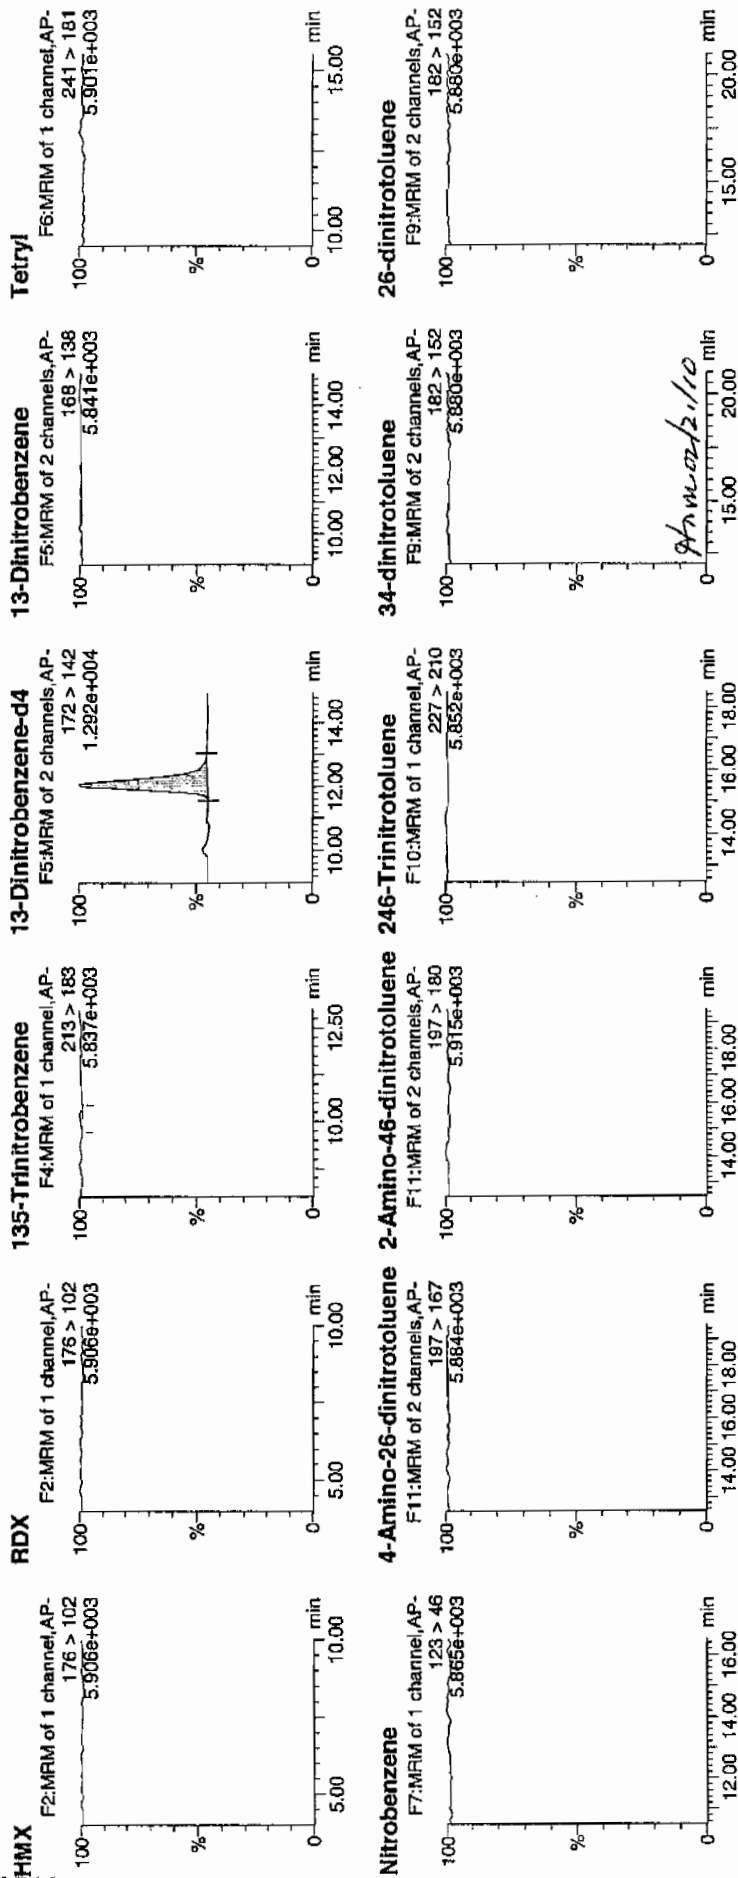 HMX
F2:MRM of 1 channel,AP-
176 > 102
5.906e+003
100
%
0
5.00
10.00
min
RDX
F2:MRM of 1 channel,AP-
176 > 102
5.906e+003
100
%
0
5.00
10.00
min
135-Trinitrobenzene
F4:MRM of 1 channel,AP-
213 > 183
5.837e+003
100
%
0
10.00
12.50
min
13-Dinitrobenzene-d4
F5:MRM of 2 channels,AP-
172 > 142
1.292e+004
100
%
0
10.00
12.00
14.00
min
13-Dinitrobenzene
F5:MRM of 2 channels,AP-
168 > 138
5.841e+003
100
%
0
10.00
12.00
14.00
min
Tetryl
F6:MRM of 1 channel,AP-
241 > 181
5.901e+003
100
%
0
10.00
15.00
min
Nitrobenzene
F7:MRM of 1 channel,AP-
123 > 46
5.865e+003
100
%
0
12.00
14.00
16.00
min
4-Amino-26-dinitrotoluene
F11:MRM of 2 channels,AP-
197 > 167
5.884e+003
100
%
0
14.00
16.00
18.00
min
2-Amino-46-dinitrotoluene
F11:MRM of 2 channels,AP-
197 > 180
5.915e+003
100
%
0
14.00
16.00
18.00
min
246-Trinitrotoluene
F10:MRM of 1 channel,AP-
227 > 210
5.852e+003
100
%
0
14.00
16.00
18.00
min
34-dinitrotoluene
F9:MRM of 2 channels,AP-
182 > 152
5.880e+003
100
%
0
15.00
20.00
min
02/21/10
26-dinitrotoluene
F9:MRM of 2 channels,AP-
182 > 152
5.880e+003
100
%
0
15.00
20.00
min